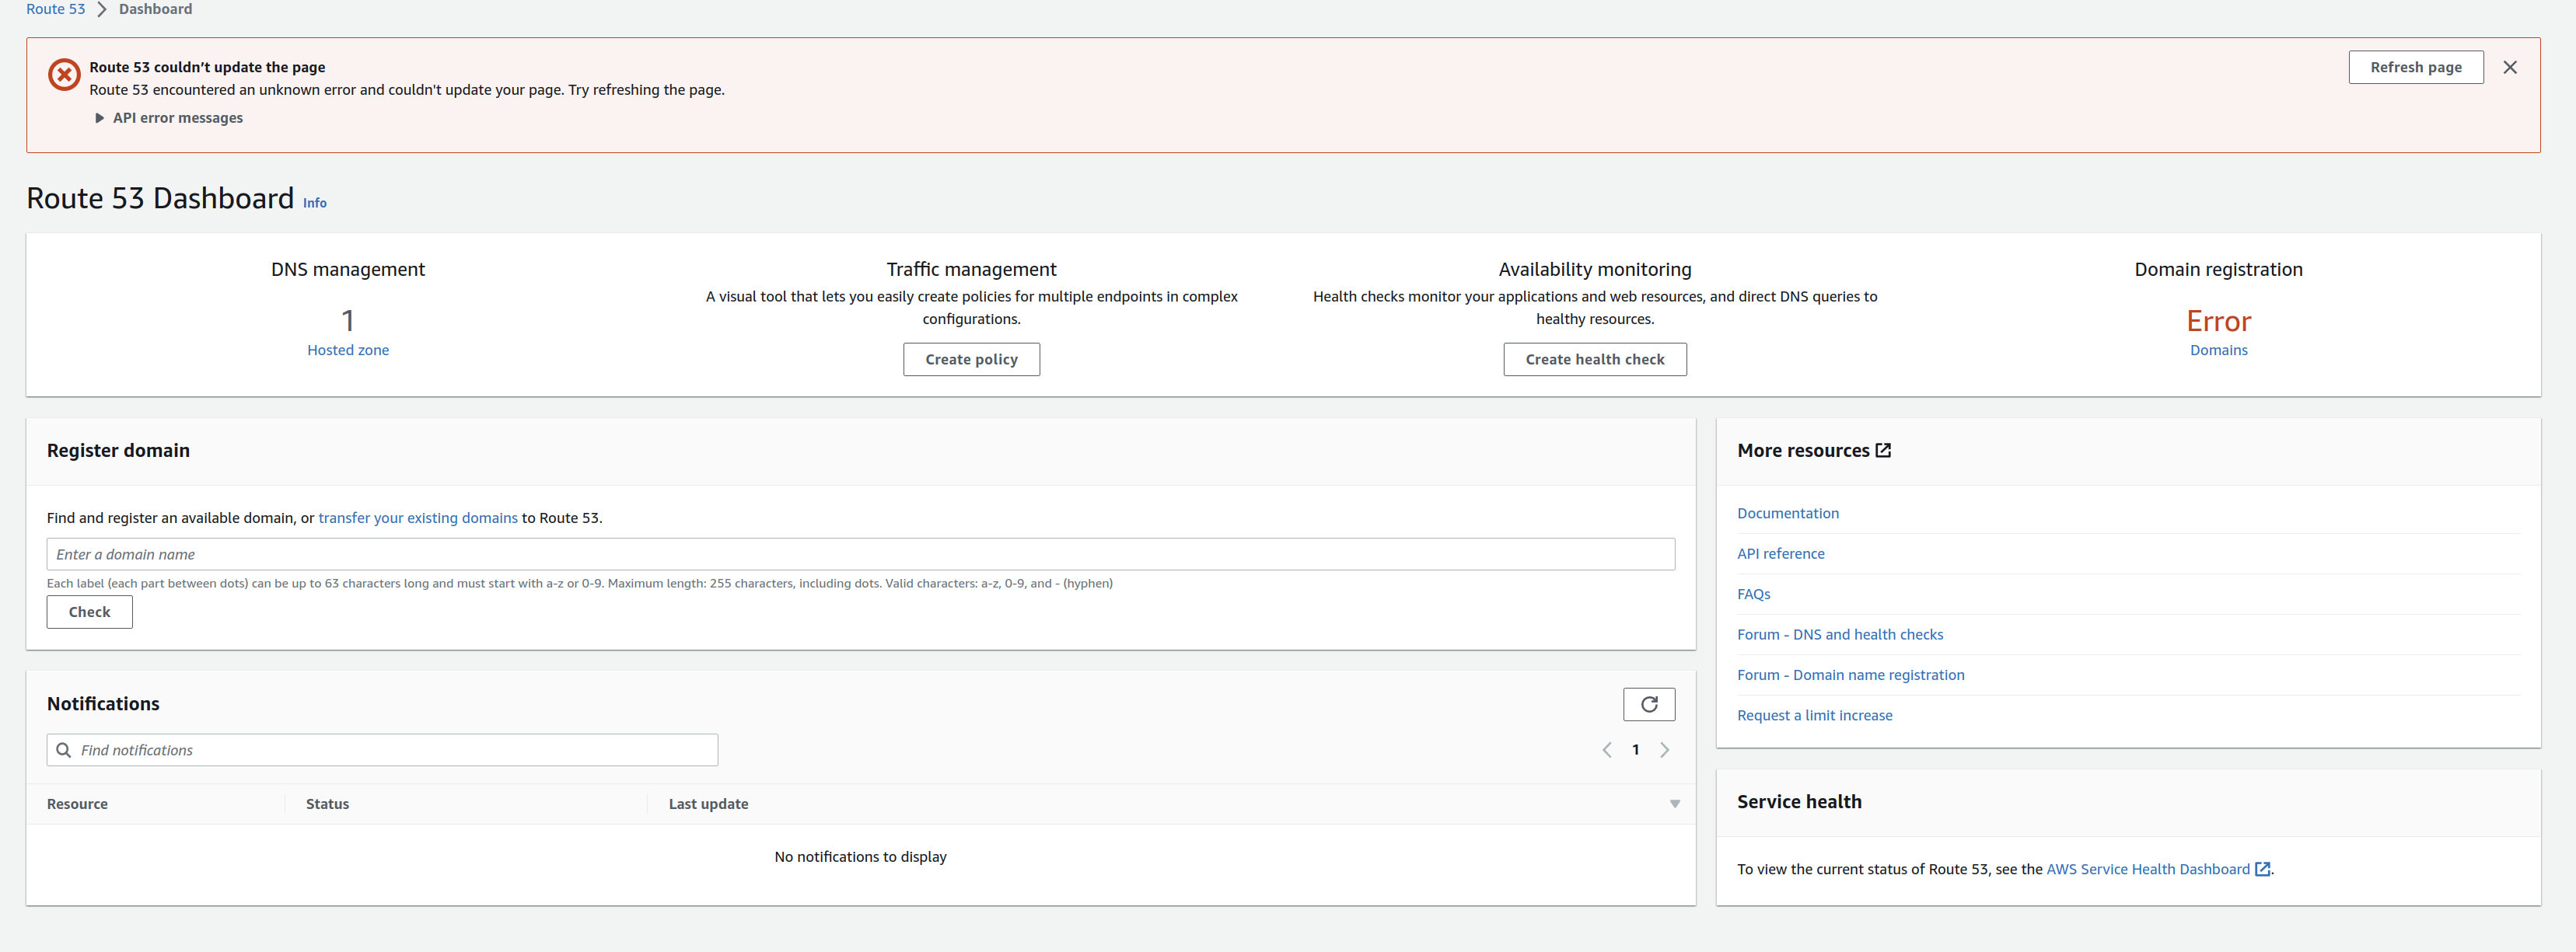 Route 53 > Dashboard
Route 53 couldn't update the page
Refresh page
Route 53 encountered an unknown error and couldn't update your page. Try refreshing the page.
API error messages
Route 53 Dashboard Info
DNS management
1
Hosted zone
Traffic management
A visual tool that lets you easily create policies for multiple endpoints in complex
configurations.
Create policy
Availability monitoring
Health checks monitor your applications and web resources, and direct DNS queries to
healthy resources.
Create health check
Domain registration
Error
Domains
Register domain
Find and register an available domain, or transfer your existing domains to Route 53.
Enter a domain name
Each label (each part between dots) can be up to 63 characters long and must start with a-z or 0-9. Maximum length: 255 characters, including dots. Valid characters: a-z, 0-9, and - (hyphen)
Check
Notifications
Find notifications
1
Resource Status Last update
No notifications to display
More resources
Documentation
API reference
FAQs
Forum - DNS and health checks
Forum - Domain name registration
Request a limit increase
Service health
To view the current status of Route 53, see the AWS Service Health Dashboard.